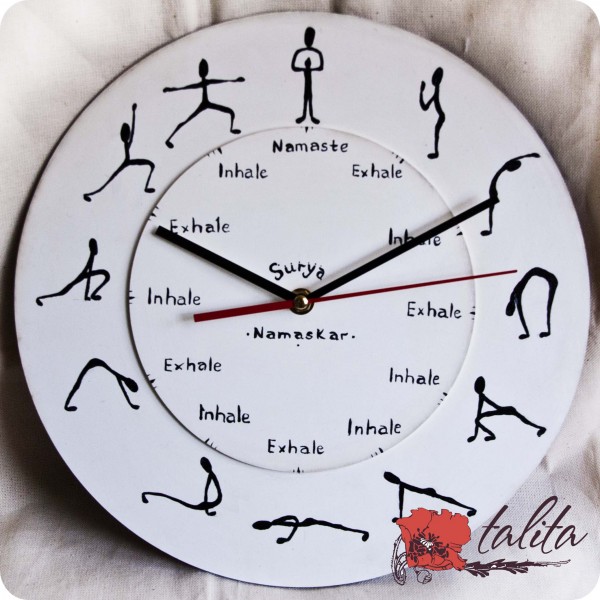 Namaste
Inhale Exhale
Exhale Inhale
Surya
Inhale Exhale
·Namaskar·
Exhale Inhale
Inhale Inhale
Exhale
talita